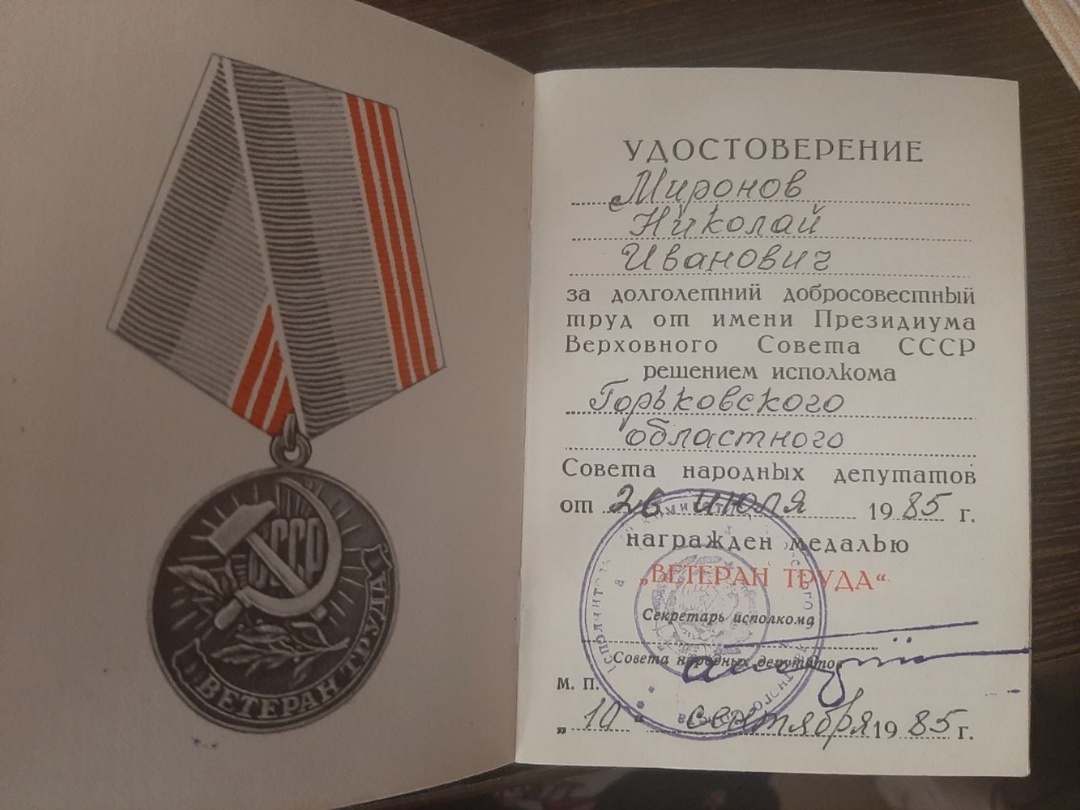 СССР
ВЕТЕРАН ТРУДА
УДОСТОВЕРЕНИЕ
Миронов
Николай
Иванович
за долголетний добросовестный
труд от имени Президиума
Верховного Совета СССР
решением исполкома
Горьковского
областного
Совета народных депутатов
от 26 июля 1985 г.
награжден медалью
„ВЕТЕРАН ТРУДА“
Секретарь исполкома
Совета народных депутатов
М. П.
„10“ сентября 1985 г.